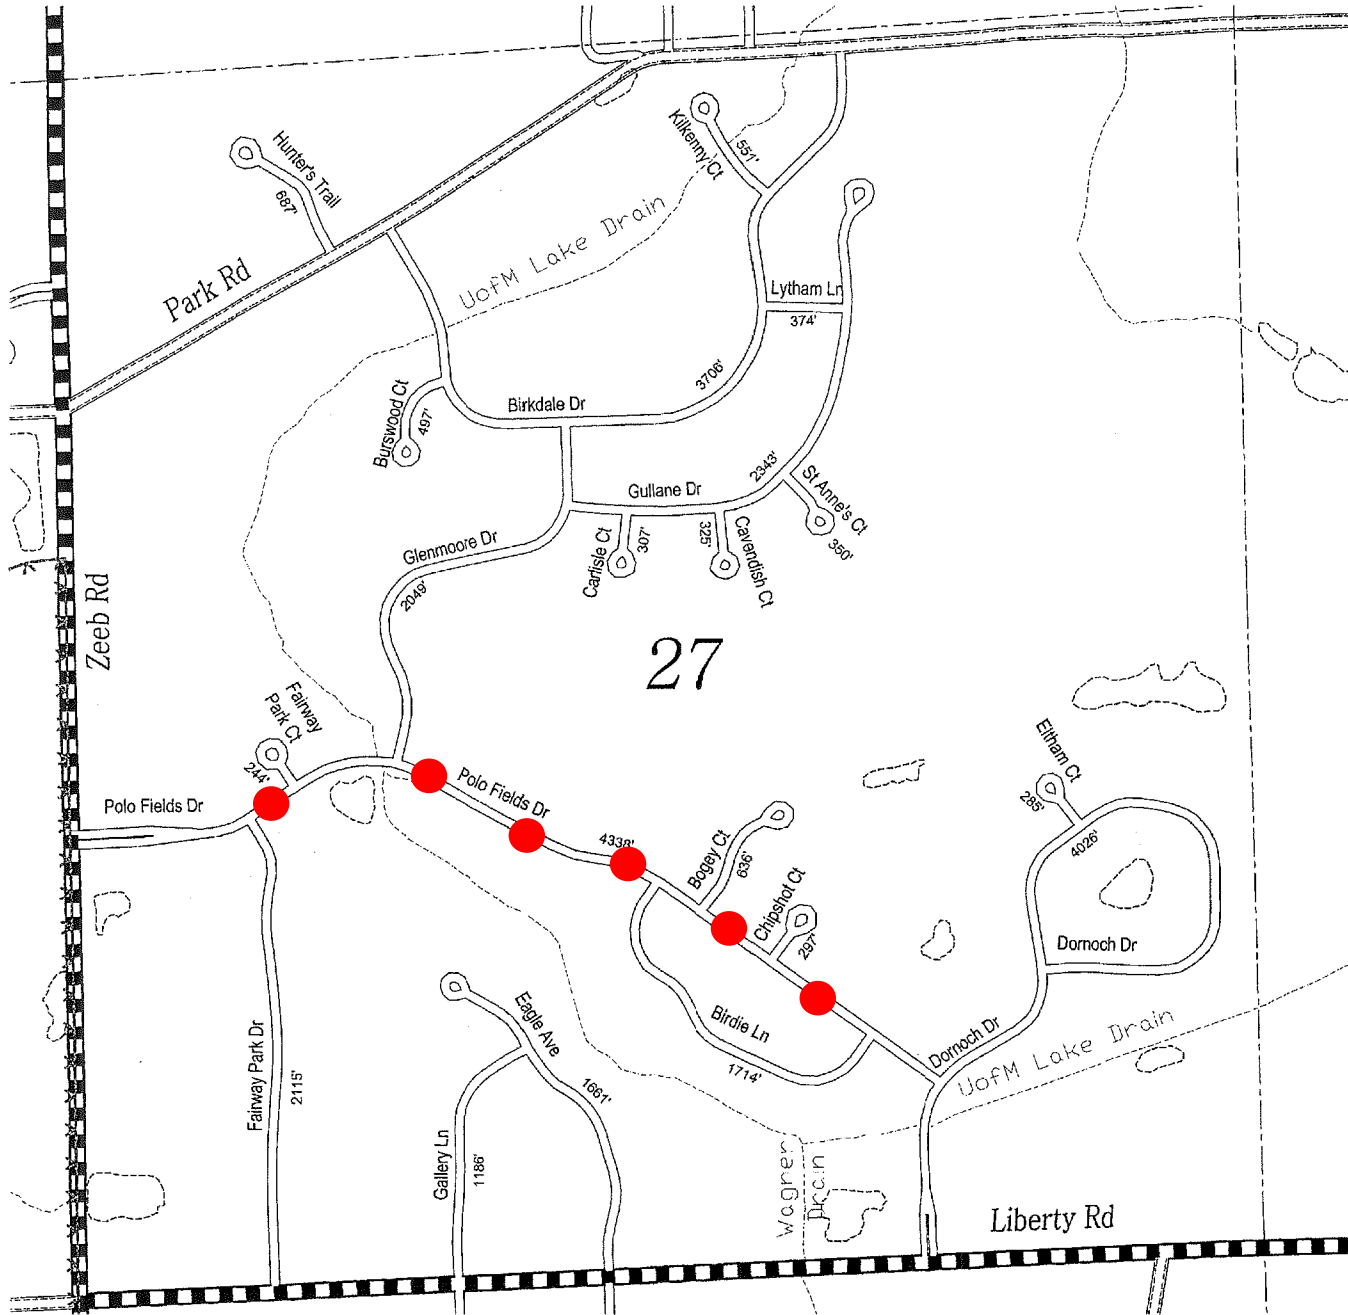 Hunter's Trail
687'
Kilkenny Ct
551'
UofM Lake Drain
Park Rd
Lytham Ln
374'
3706'
Burswood Ct
497'
Birkdale Dr
2343'
St Anne's Ct
350'
Gullane Dr
Carlisle Ct
307'
325'
Cavendish Ct
Glenmoore Dr
2049'
Zeeb Rd
27
Fairway
Park Ct
244'
Polo Fields Dr
Polo Fields Dr
4338'
Bogey Ct
636'
Chipshot Ct
297'
Eltham Ct
285'
4026'
Dornoch Dr
Dornoch Dr
Birdie Ln
1714'
UofM Lake Drain
Eagle Ave
1661'
Fairway Park Dr
2115'
Gallery Ln
1186'
Wagner
Drain
Liberty Rd